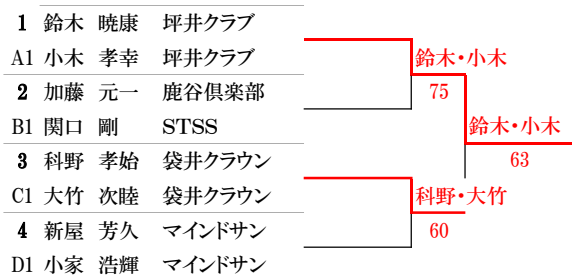 1 鈴木 暁康 坪井クラブ
A1 小木 孝幸 坪井クラブ
鈴木・小木
2 加藤 元一 鹿谷倶楽部
75
B1 関口 剛 STSS
鈴木・小木
3 科野 孝始 袋井クラウン
63
C1 大竹 次睦 袋井クラウン
科野・大竹
4 新屋 芳久 マインドサン
60
D1 小家 浩輝 マインドサン